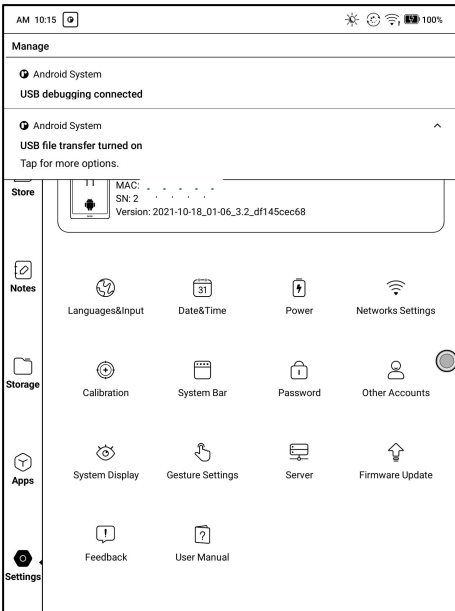 AM 10:15
100%
Manage
Android System
USB debugging connected
Android System
USB file transfer turned on
Tap for more options.
11
MAC:
SN: 2
Version: 2021-10-18_01-06_3.2_df145cec68
Store
Notes
Storage
Apps
Settings
Languages&Input
31
Date&Time
Power
Networks Settings
Calibration
System Bar
Password
Other Accounts
System Display
Gesture Settings
Server
Firmware Update
Feedback
User Manual